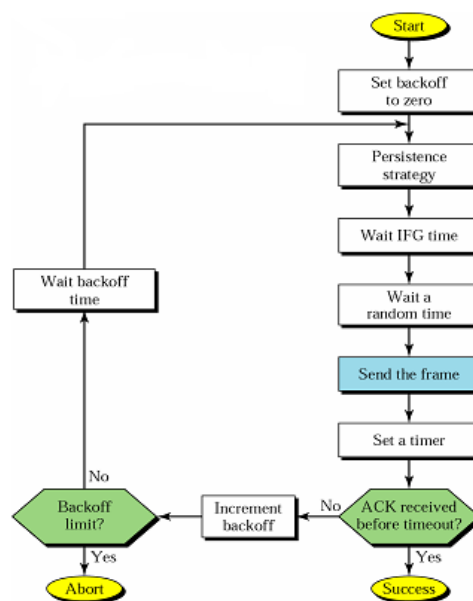 Start
Set backoff
to zero
Persistence
strategy
Wait IFG time
Wait backoff
time
Wait a
random time
Send the frame
Set a timer
No
Backoff
limit?
Increment
backoff
No
ACK received
before timeout?
Yes
Yes
Abort
Success